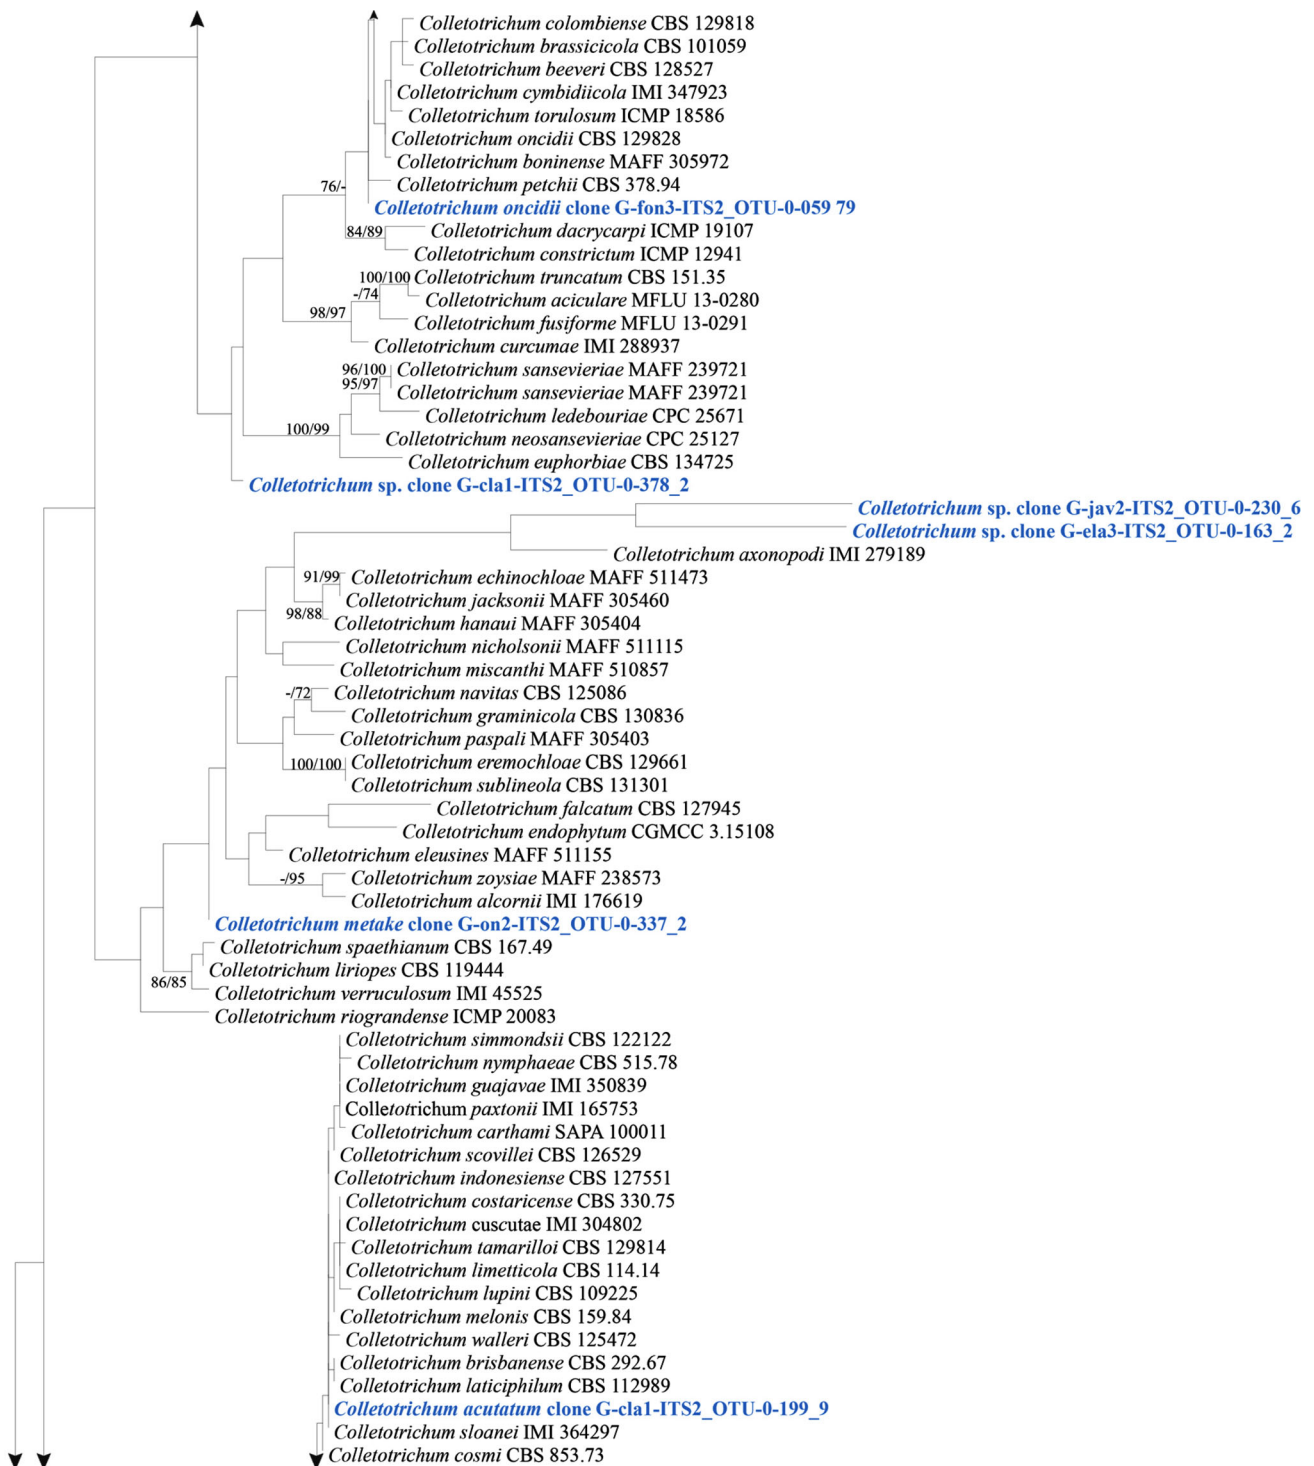 Colletotrichum colombiense CBS 129818
Colletotrichum brassicicola CBS 101059
Colletotrichum beeveri CBS 128527
Colletotrichum cymbidiicola IMI 347923
Colletotrichum torulosum ICMP 18586
Colletotrichum oncidii CBS 129828
Colletotrichum boninense MAFF 305972
76/-
Colletotrichum petchii CBS 378.94
Colletotrichum oncidii clone G-fon3-ITS2_OTU-0-059 79
84/89
Colletotrichum dacrycarpi ICMP 19107
Colletotrichum constrictum ICMP 12941
100/100
Colletotrichum truncatum CBS 151.35
-/74
Colletotrichum aciculare MFLU 13-0280
98/97
Colletotrichum fusiforme MFLU 13-0291
Colletotrichum curcumae IMI 288937
96/100
Colletotrichum sansevieriae MAFF 239721
95/97
Colletotrichum sansevieriae MAFF 239721
Colletotrichum ledebouriae CPC 25671
100/99
Colletotrichum neosansevieriae CPC 25127
Colletotrichum euphorbiae CBS 134725
Colletotrichum sp. clone G-cla1-ITS2_OTU-0-378_2
Colletotrichum sp. clone G-jav2-ITS2_OTU-0-230_6
Colletotrichum sp. clone G-ela3-ITS2_OTU-0-163_2
Colletotrichum axonopodi IMI 279189
91/99
Colletotrichum echinochloae MAFF 511473
Colletotrichum jacksonii MAFF 305460
98/88
Colletotrichum hanaui MAFF 305404
Colletotrichum nicholsonii MAFF 511115
Colletotrichum miscanthi MAFF 510857
-/72
Colletotrichum navitas CBS 125086
Colletotrichum graminicola CBS 130836
Colletotrichum paspali MAFF 305403
100/100
Colletotrichum eremochloae CBS 129661
Colletotrichum sublineola CBS 131301
Colletotrichum falcatum CBS 127945
Colletotrichum endophytum CGMCC 3.15108
Colletotrichum eleusines MAFF 511155
-/95
Colletotrichum zoysiae MAFF 238573
Colletotrichum alcornii IMI 176619
Colletotrichum metake clone G-on2-ITS2_OTU-0-337_2
Colletotrichum spaethianum CBS 167.49
Colletotrichum liriopes CBS 119444
86/85
Colletotrichum verruculosum IMI 45525
Colletotrichum riograndense ICMP 20083
Colletotrichum simmondsii CBS 122122
Colletotrichum nymphaeae CBS 515.78
Colletotrichum guajavae IMI 350839
Colletotrichum paxtonii IMI 165753
Colletotrichum carthami SAPA 100011
Colletotrichum scovillei CBS 126529
Colletotrichum indonesiense CBS 127551
Colletotrichum costaricense CBS 330.75
Colletotrichum cuscutae IMI 304802
Colletotrichum tamarilloi CBS 129814
Colletotrichum limetticola CBS 114.14
Colletotrichum lupini CBS 109225
Colletotrichum melonis CBS 159.84
Colletotrichum walleri CBS 125472
Colletotrichum brisbanense CBS 292.67
Colletotrichum laticiphilum CBS 112989
Colletotrichum acutatum clone G-cla1-ITS2_OTU-0-199_9
Colletotrichum sloanei IMI 364297
Colletotrichum cosmi CBS 853.73